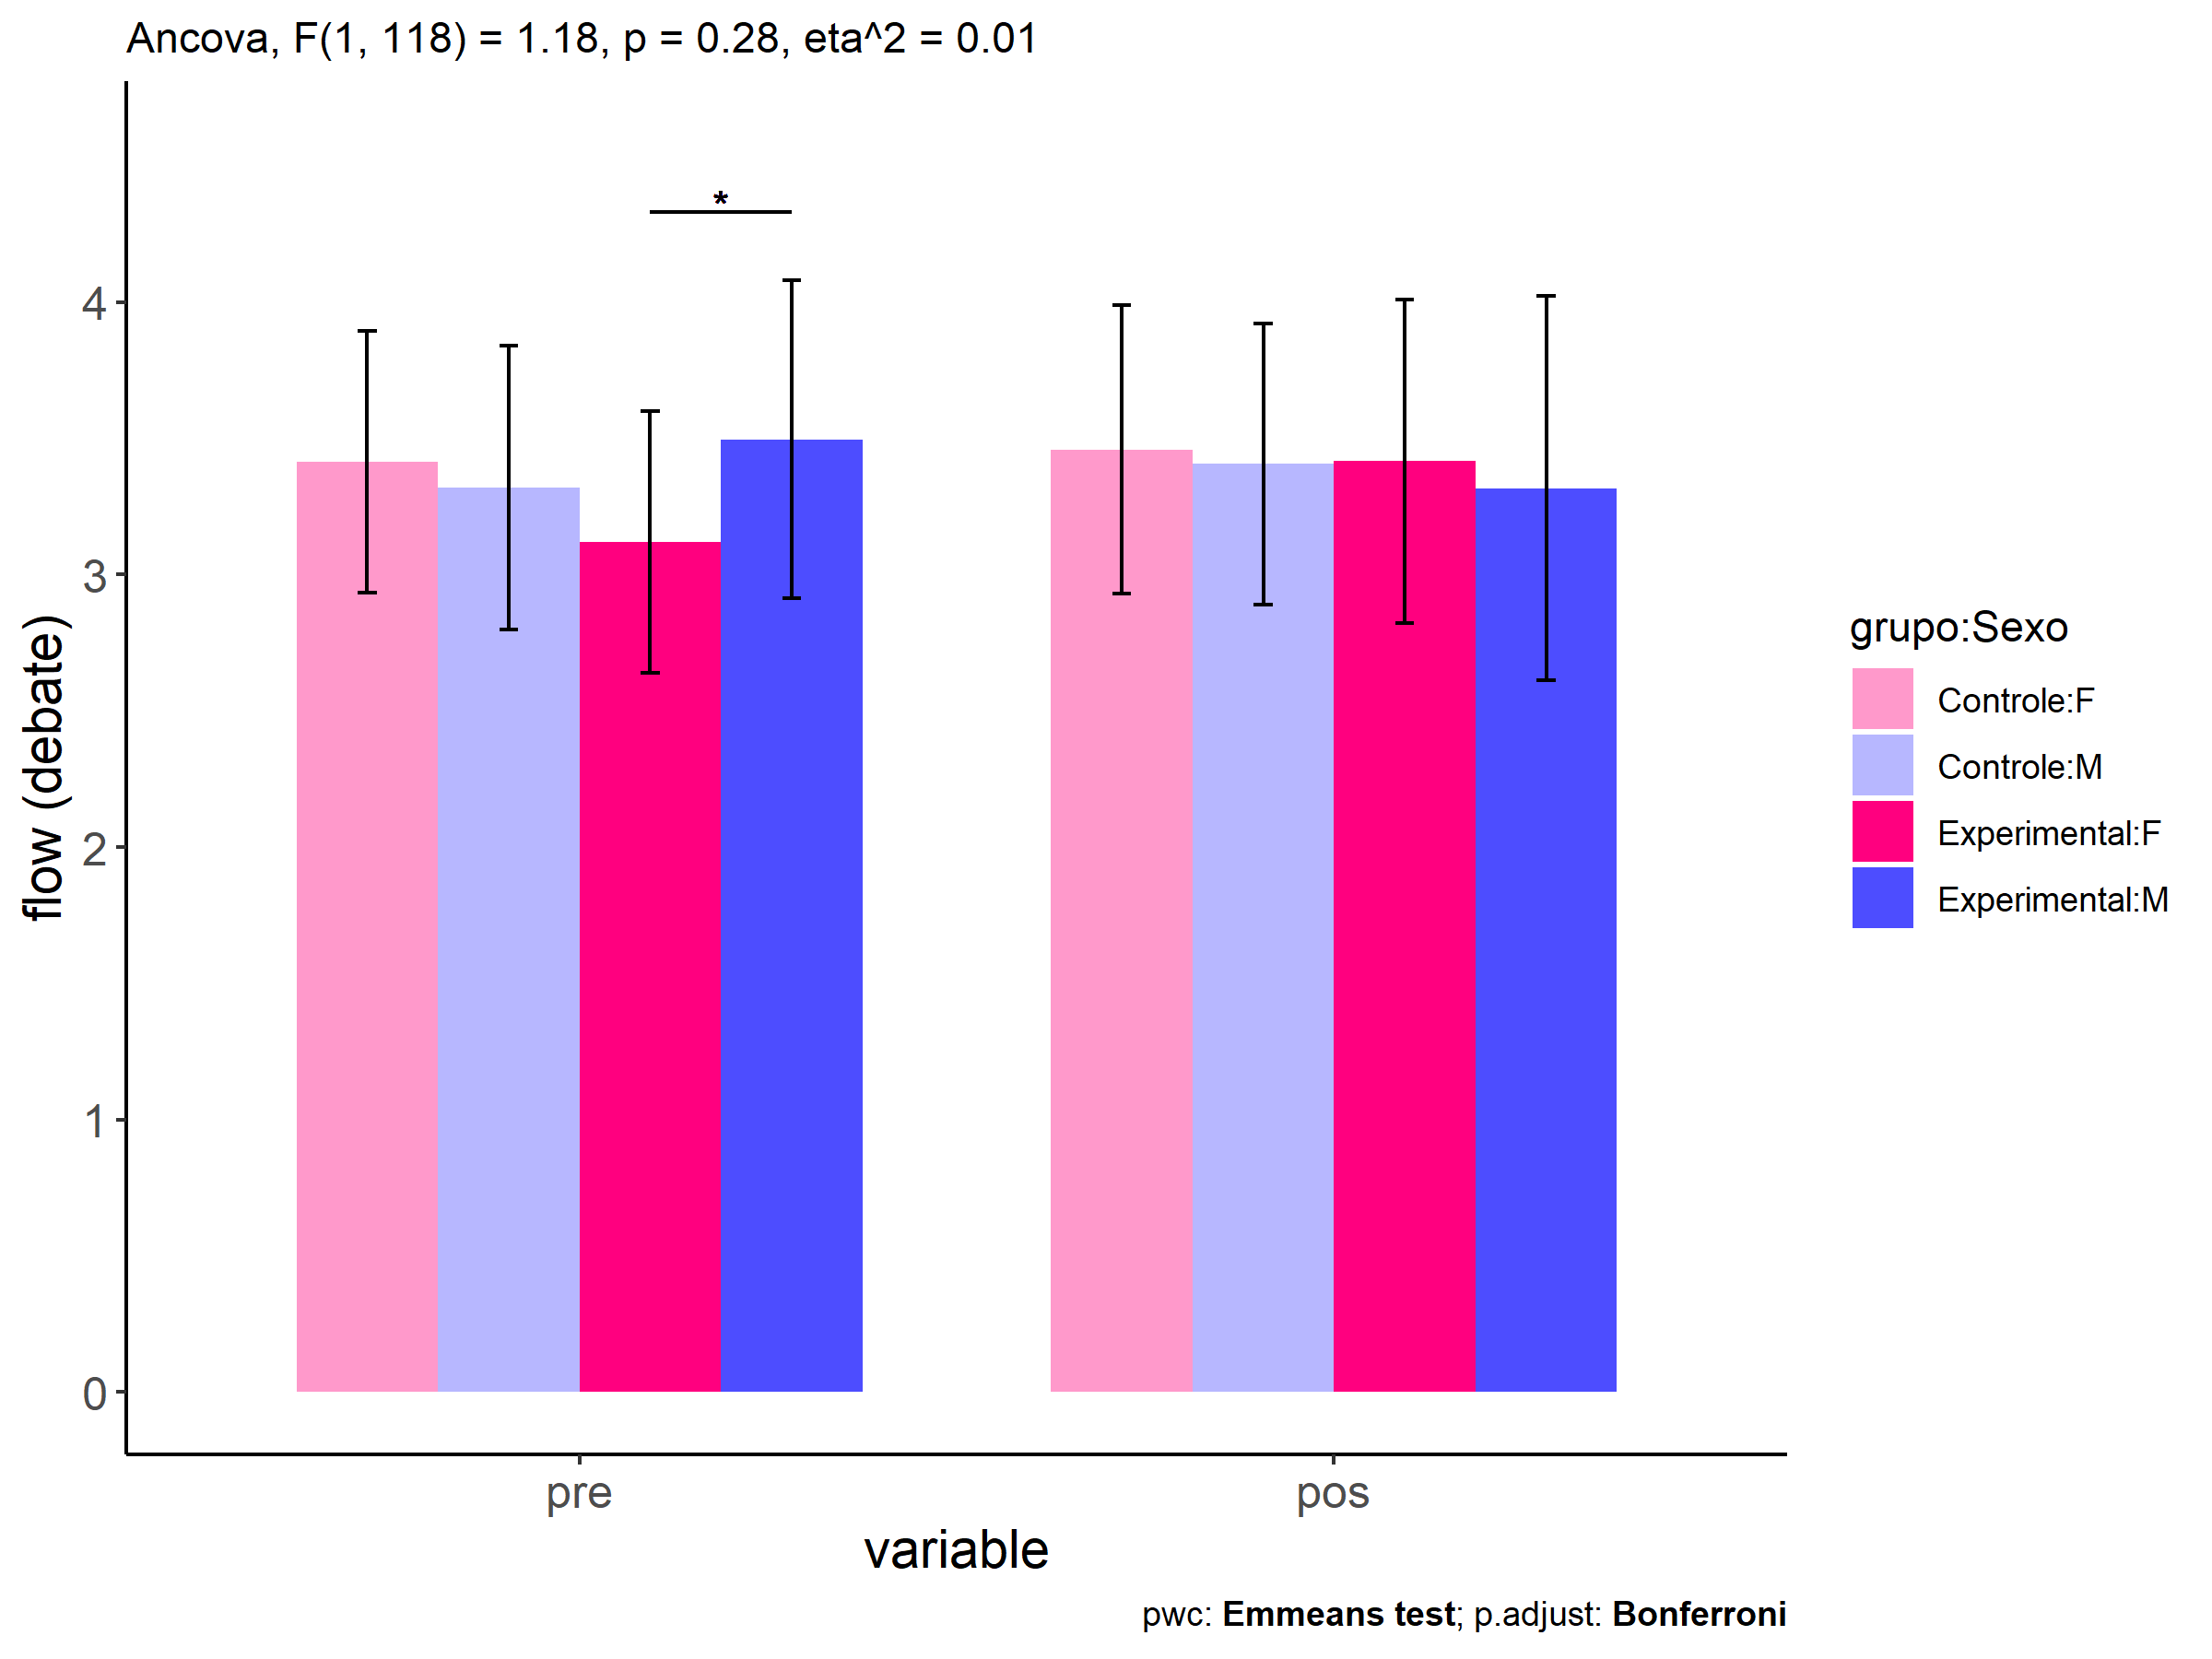 Ancova, F(1, 118) = 1.18, p = 0.28, eta^2 = 0.01
*
4
3
2
1
0
flow (debate)
pre
pos
variable
grupo:Sexo
Controle:F
Controle:M
Experimental:F
Experimental:M
pwc: Emmeans test; p.adjust: Bonferroni